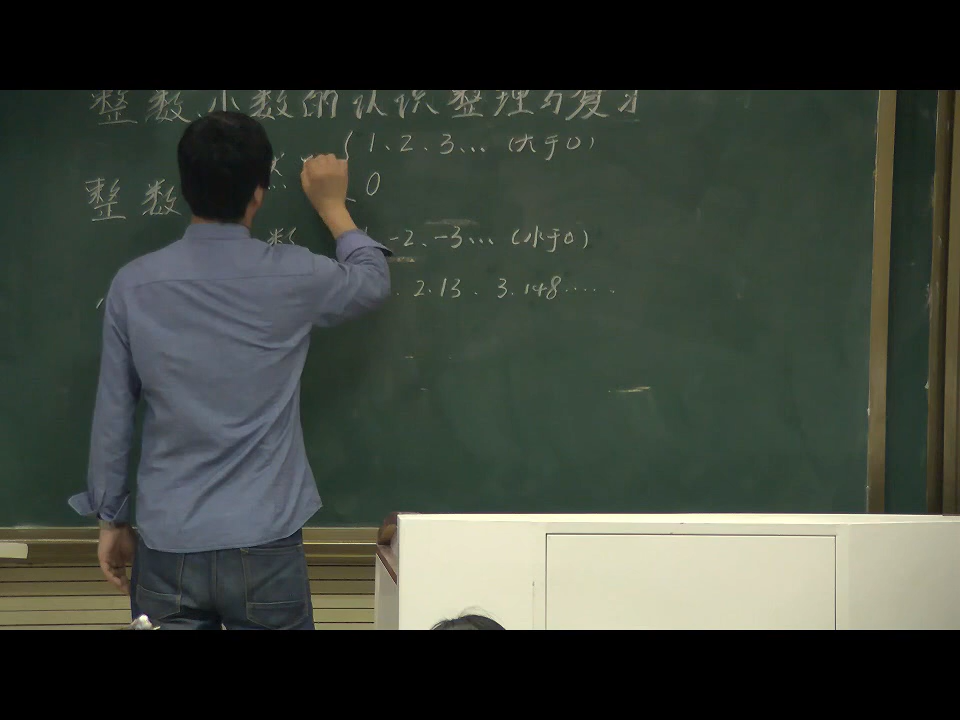 整数、小数的认识整理与复习
1、2、3… (大于0)
整数
0
数 -2、-3… (小于0)
2.13 . 3.148……